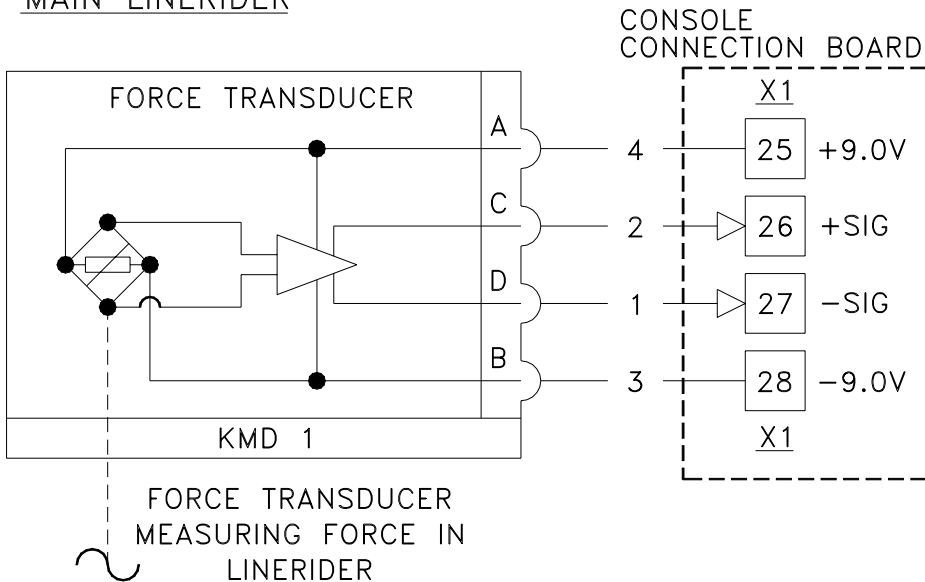 MAIN LINERIDER
CONSOLE
CONNECTION BOARD
X1
FORCE TRANSDUCER
A
4
25
+9.0V
C
2
26
+SIG
D
1
27
−SIG
B
3
28
−9.0V
X1
KMD 1
FORCE TRANSDUCER
MEASURING FORCE IN
LINERIDER